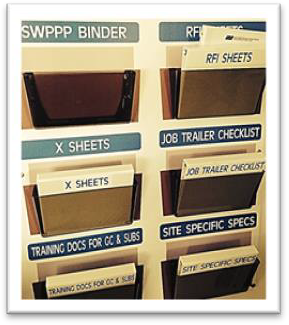 SWPPP BINDER
RFI SHEETS
X SHEETS
X SHEETS
JOB TRAILER CHECKLIST
JOB TRAILER CHECKLIST
TRAINING DOCS FOR GC & SUBS
TRAINING DOCS FOR GC & SUBS
SITE SPECIFIC SPECS
SITE SPECIFIC SPECS